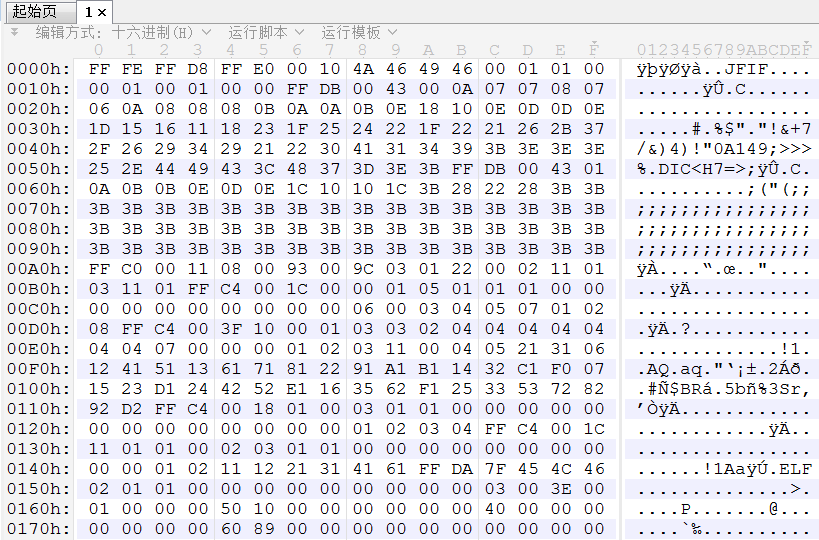 起始页 1 ×
编辑方式: 十六进制(H) 运行脚本 运行模板
0 1 2 3 4 5 6 7 8 9 A B C D E F 0123456789ABCDEF
0000h: FF FE FF D8 FF E0 00 10 4A 46 49 46 00 01 01 00 ÿþÿØÿà..JFIF....
0010h: 00 01 00 01 00 00 FF DB 00 43 00 0A 07 07 08 07 ......ÿÛ.C......
0020h: 06 0A 08 08 08 0B 0A 0A 0B 0E 18 10 0E 0D 0D 0E ................
0030h: 1D 15 16 11 18 23 1F 25 24 22 1F 22 21 26 2B 37 .....#.%$"."!&+7
0040h: 2F 26 29 34 29 21 22 30 41 31 34 39 3B 3E 3E 3E /&)4)!"0A149;>>>
0050h: 25 2E 44 49 43 3C 48 37 3D 3E 3B FF DB 00 43 01 %.DIC<H7=>;ÿÛ.C.
0060h: 0A 0B 0B 0E 0D 0E 1C 10 10 1C 3B 28 22 28 3B 3B ..........;("(;;
0070h: 3B 3B 3B 3B 3B 3B 3B 3B 3B 3B 3B 3B 3B 3B 3B 3B ;;;;;;;;;;;;;;;;
0080h: 3B 3B 3B 3B 3B 3B 3B 3B 3B 3B 3B 3B 3B 3B 3B 3B ;;;;;;;;;;;;;;;;
0090h: 3B 3B 3B 3B 3B 3B 3B 3B 3B 3B 3B 3B 3B 3B 3B 3B ;;;;;;;;;;;;;;;;
00A0h: FF C0 00 11 08 00 93 00 9C 03 01 22 00 02 11 01 ÿÀ....“.œ.."....
00B0h: 03 11 01 FF C4 00 1C 00 00 01 05 01 01 01 00 00 ...ÿÄ...........
00C0h: 00 00 00 00 00 00 00 00 06 00 03 04 05 07 01 02 ................
00D0h: 08 FF C4 00 3F 10 00 01 03 03 02 04 04 04 04 04 .ÿÄ.?...........
00E0h: 04 04 07 00 00 00 01 02 03 11 00 04 05 21 31 06 .............!1.
00F0h: 12 41 51 13 61 71 81 22 91 A1 B1 14 32 C1 F0 07 .AQ.aq."‘¡±.2Áð.
0100h: 15 23 D1 24 42 52 E1 16 35 62 F1 25 33 53 72 82 .#Ñ$BRá.5bñ%3Sr‚
0110h: 92 D2 FF C4 00 18 01 00 03 01 01 00 00 00 00 00 ’ÒÿÄ............
0120h: 00 00 00 00 00 00 00 01 02 03 04 FF C4 00 1C ...........ÿÄ..
0130h: 11 01 01 00 02 03 01 01 00 00 00 00 00 00 00 00 ................
0140h: 00 00 01 02 11 12 21 31 41 61 FF DA 7F 45 4C 46 ......!1AaÿÚ.ELF
0150h: 02 01 01 00 00 00 00 00 00 00 00 00 03 00 3E 00 ..............>.
0160h: 01 00 00 00 50 10 00 00 00 00 00 00 40 00 00 00 ....P.......@...
0170h: 00 00 00 00 60 89 00 00 00 00 00 00 00 00 00 00 ....`‰..........